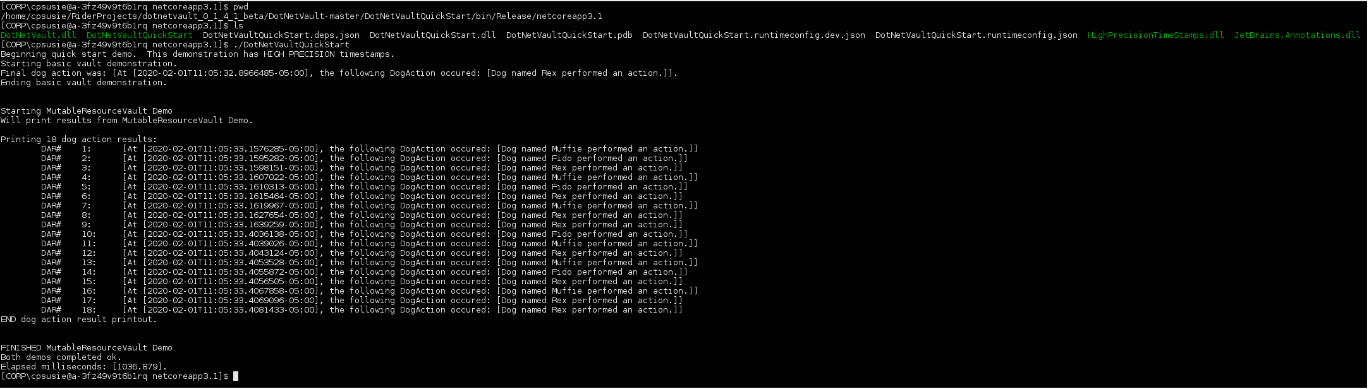 [CORP\cpsusie@a-3fz49v9t6b1rq netcoreapp3.1]$ pwd
/home/cpsusie/RiderProjects/dotnetvault_0_1_4_1_beta/DotNetVault-master/DotNetVaultQuickStart/bin/Release/netcoreapp3.1
[CORP\cpsusie@a-3fz49v9t6b1rq netcoreapp3.1]$ ls
DotNetVault.dll DotNetVaultQuickStart DotNetVaultQuickStart.deps.json DotNetVaultQuickStart.dll DotNetVaultQuickStart.pdb DotNetVaultQuickStart.runtimeconfig.dev.json DotNetVaultQuickStart.runtimeconfig.json HighPrecisionTimeStamps.dll JetBrains.Annotations.dll
[CORP\cpsusie@a-3fz49v9t6b1rq netcoreapp3.1]$ ./DotNetVaultQuickStart
Beginning quick start demo. This demonstration has HIGH PRECISION timestamps.
Starting basic vault demonstration.
Final dog action was: [At [2020-02-01T11:05:32.8966485-05:00], the following DogAction occured: [Dog named Rex performed an action.]].
Ending basic vault demonstration.
Starting MutableResourceVault Demo
Will print results from MutableResourceVault Demo.
Printing 18 dog action results:
DAR# 1: [At [2020-02-01T11:05:33.1576285-05:00], the following DogAction occured: [Dog named Muffie performed an action.]]
DAR# 2: [At [2020-02-01T11:05:33.1595282-05:00], the following DogAction occured: [Dog named Fido performed an action.]]
DAR# 3: [At [2020-02-01T11:05:33.1598151-05:00], the following DogAction occured: [Dog named Rex performed an action.]]
DAR# 4: [At [2020-02-01T11:05:33.1607022-05:00], the following DogAction occured: [Dog named Muffie performed an action.]]
DAR# 5: [At [2020-02-01T11:05:33.1610313-05:00], the following DogAction occured: [Dog named Fido performed an action.]]
DAR# 6: [At [2020-02-01T11:05:33.1615464-05:00], the following DogAction occured: [Dog named Rex performed an action.]]
DAR# 7: [At [2020-02-01T11:05:33.1619967-05:00], the following DogAction occured: [Dog named Muffie performed an action.]]
DAR# 8: [At [2020-02-01T11:05:33.1627654-05:00], the following DogAction occured: [Dog named Rex performed an action.]]
DAR# 9: [At [2020-02-01T11:05:33.1639259-05:00], the following DogAction occured: [Dog named Rex performed an action.]]
DAR# 10: [At [2020-02-01T11:05:33.4036138-05:00], the following DogAction occured: [Dog named Fido performed an action.]]
DAR# 11: [At [2020-02-01T11:05:33.4039026-05:00], the following DogAction occured: [Dog named Muffie performed an action.]]
DAR# 12: [At [2020-02-01T11:05:33.4043124-05:00], the following DogAction occured: [Dog named Rex performed an action.]]
DAR# 13: [At [2020-02-01T11:05:33.4053528-05:00], the following DogAction occured: [Dog named Muffie performed an action.]]
DAR# 14: [At [2020-02-01T11:05:33.4055872-05:00], the following DogAction occured: [Dog named Fido performed an action.]]
DAR# 15: [At [2020-02-01T11:05:33.4056505-05:00], the following DogAction occured: [Dog named Rex performed an action.]]
DAR# 16: [At [2020-02-01T11:05:33.4067858-05:00], the following DogAction occured: [Dog named Muffie performed an action.]]
DAR# 17: [At [2020-02-01T11:05:33.4069096-05:00], the following DogAction occured: [Dog named Rex performed an action.]]
DAR# 18: [At [2020-02-01T11:05:33.4081433-05:00], the following DogAction occured: [Dog named Rex performed an action.]]
END dog action result printout.
FINISHED MutableResourceVault Demo
Both demos completed ok.
Elapsed milliseconds: [1036.879].
[CORP\cpsusie@a-3fz49v9t6b1rq netcoreapp3.1]$